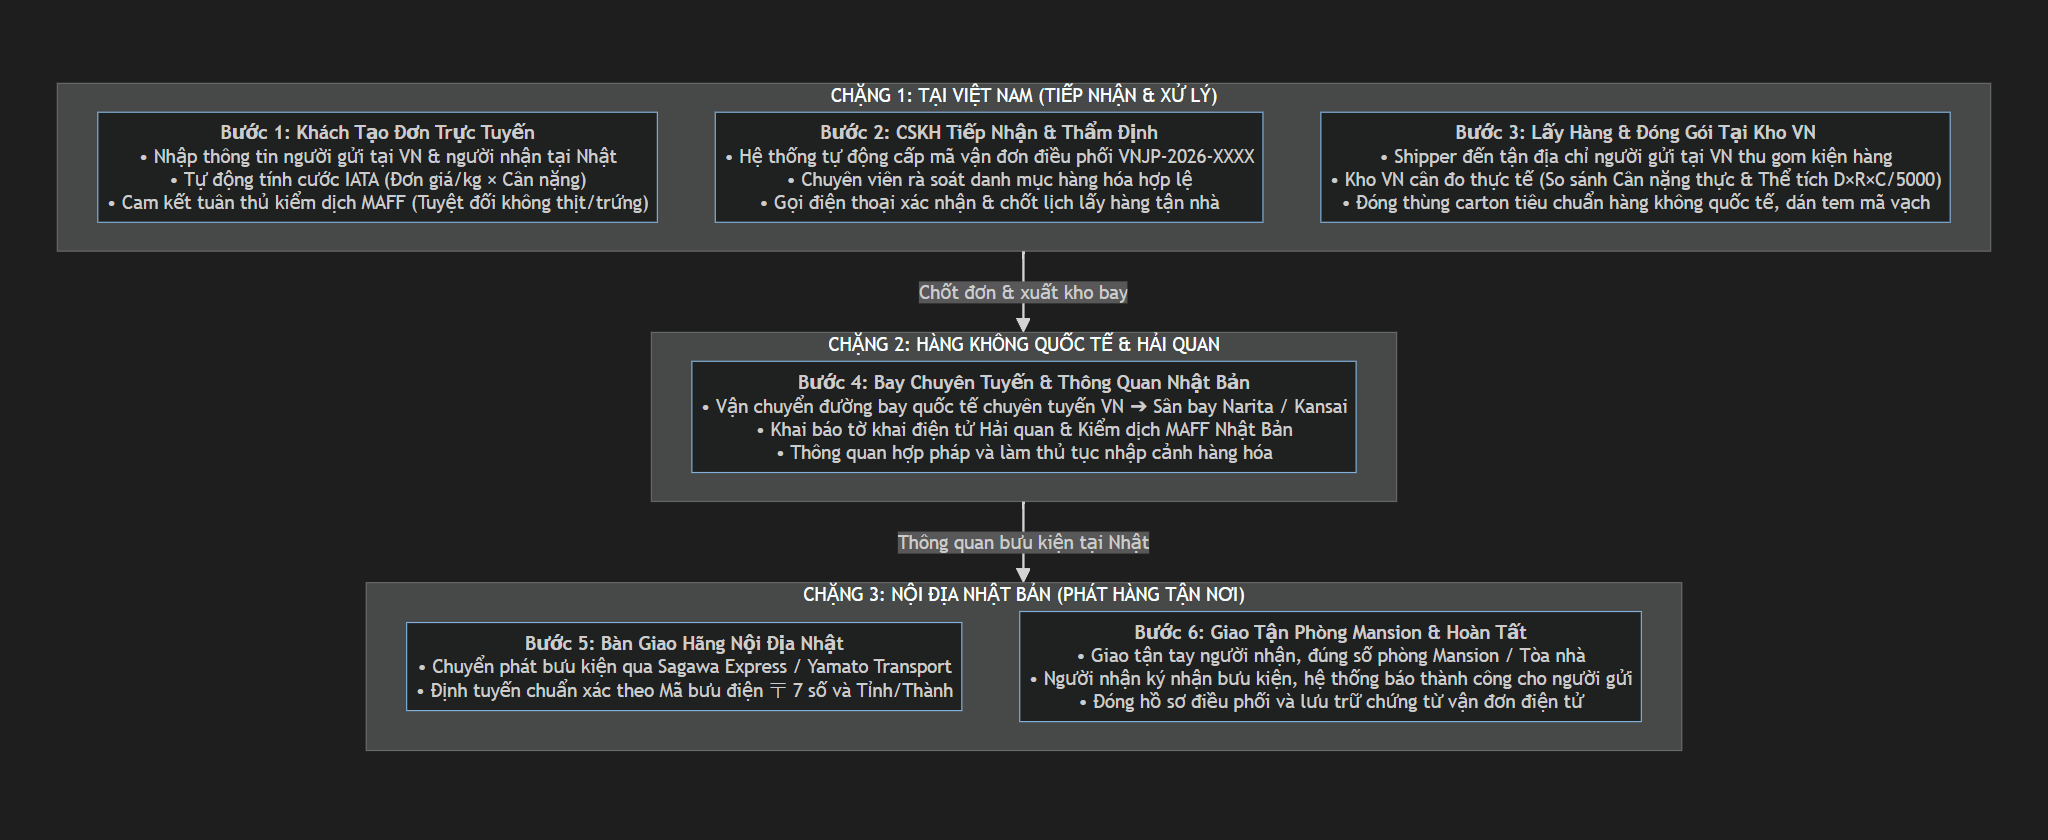 CHẶNG 1: TẠI VIỆT NAM (TIẾP NHẬN & XỬ LÝ)
Bước 1: Khách Tạo Đơn Trực Tuyến
• Nhập thông tin người gửi tại VN & người nhận tại Nhật
• Tự động tính cước IATA (Đơn giá/kg × Cân nặng)
• Cam kết tuân thủ kiểm dịch MAFF (Tuyệt đối không thịt/trứng)
Bước 2: CSKH Tiếp Nhận & Thẩm Định
• Hệ thống tự động cấp mã vận đơn điều phối VNJP-2026-XXXX
• Chuyên viên rà soát danh mục hàng hóa hợp lệ
• Gọi điện thoại xác nhận & chốt lịch lấy hàng tận nhà
Bước 3: Lấy Hàng & Đóng Gói Tại Kho VN
• Shipper đến tận địa chỉ người gửi tại VN thu gom kiện hàng
• Kho VN cân đo thực tế (So sánh Cân nặng thực & Thể tích D×R×C/5000)
• Đóng thùng carton tiêu chuẩn hàng không quốc tế, dán tem mã vạch
Chốt đơn & xuất kho bay
CHẶNG 2: HÀNG KHÔNG QUỐC TẾ & HẢI QUAN
Bước 4: Bay Chuyên Tuyến & Thông Quan Nhật Bản
• Vận chuyển đường bay quốc tế chuyên tuyến VN ➔ Sân bay Narita / Kansai
• Khai báo tờ khai điện tử Hải quan & Kiểm dịch MAFF Nhật Bản
• Thông quan hợp pháp và làm thủ tục nhập cảnh hàng hóa
Thông quan bưu kiện tại Nhật
CHẶNG 3: NỘI ĐỊA NHẬT BẢN (PHÁT HÀNG TẬN NƠI)
Bước 5: Bàn Giao Hãng Nội Địa Nhật
• Chuyển phát bưu kiện qua Sagawa Express / Yamato Transport
• Định tuyến chuẩn xác theo Mã bưu điện 〒 7 số và Tỉnh/Thành
Bước 6: Giao Tận Phòng Mansion & Hoàn Tất
• Giao tận tay người nhận, đúng số phòng Mansion / Tòa nhà
• Người nhận ký nhận bưu kiện, hệ thống báo thành công cho người gửi
• Đóng hồ sơ điều phối và lưu trữ chứng từ vận đơn điện tử